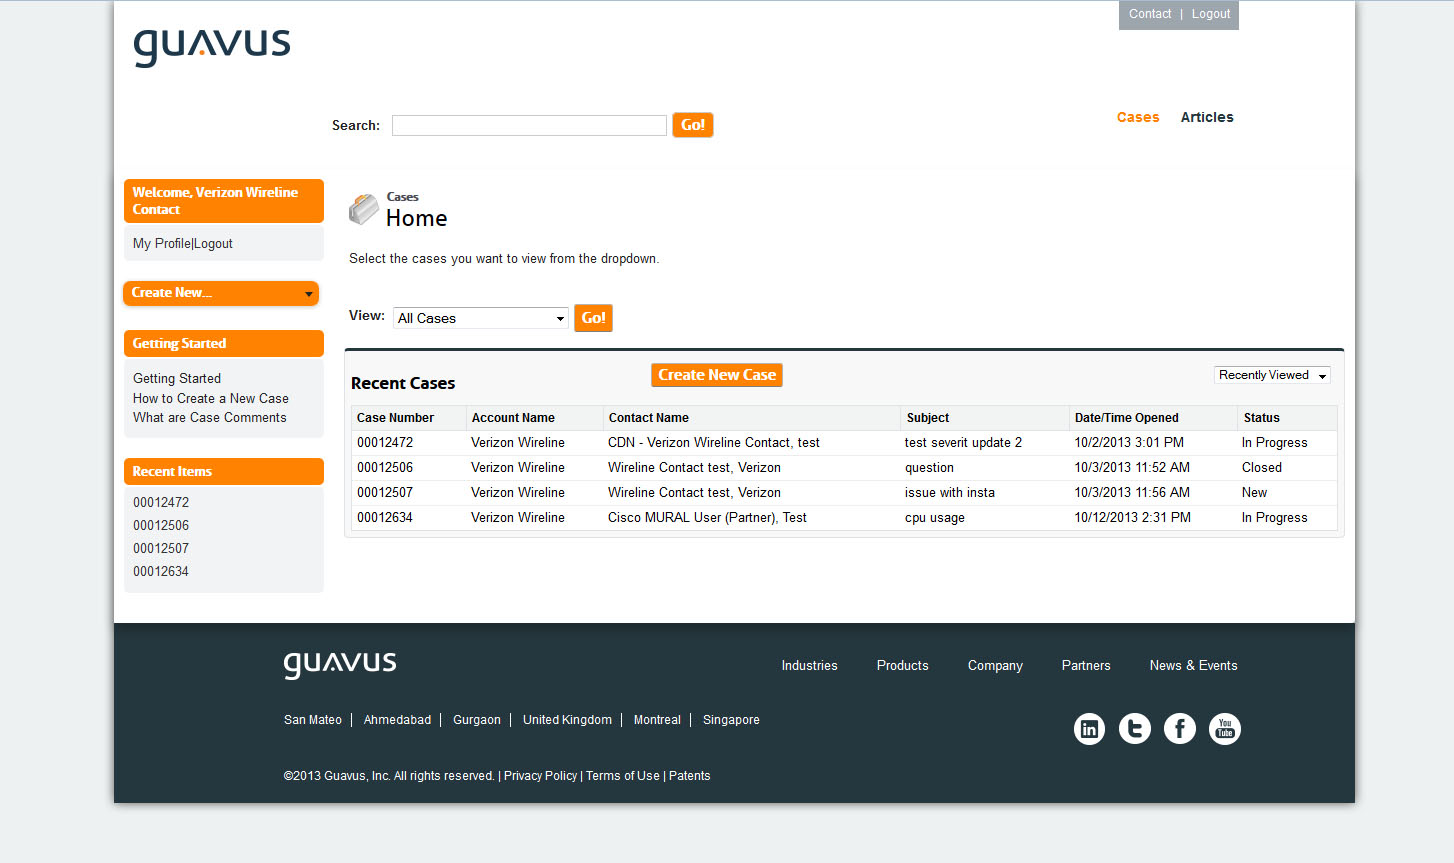 Contact | Logout
guavus
Search: Go!
Cases Articles
Welcome, Verizon Wireline
Contact
My Profile|Logout
Create New...
Getting Started
Getting Started
How to Create a New Case
What are Case Comments
Recent Items
00012472
00012506
00012507
00012634
Cases
Home
Select the cases you want to view from the dropdown.
View: All Cases Go!
Recent Cases Create New Case Recently Viewed
Case Number Account Name Contact Name Subject Date/Time Opened Status
00012472 Verizon Wireline CDN - Verizon Wireline Contact, test test severit update 2 10/2/2013 3:01 PM In Progress
00012506 Verizon Wireline Wireline Contact test, Verizon question 10/3/2013 11:52 AM Closed
00012507 Verizon Wireline Wireline Contact test, Verizon issue with insta 10/3/2013 11:56 AM New
00012634 Verizon Wireline Cisco MURAL User (Partner), Test cpu usage 10/12/2013 2:31 PM In Progress
guavus
Industries Products Company Partners News & Events
San Mateo | Ahmedabad | Gurgaon | United Kingdom | Montreal | Singapore
in t f You Tube
©2013 Guavus, Inc. All rights reserved. | Privacy Policy | Terms of Use | Patents